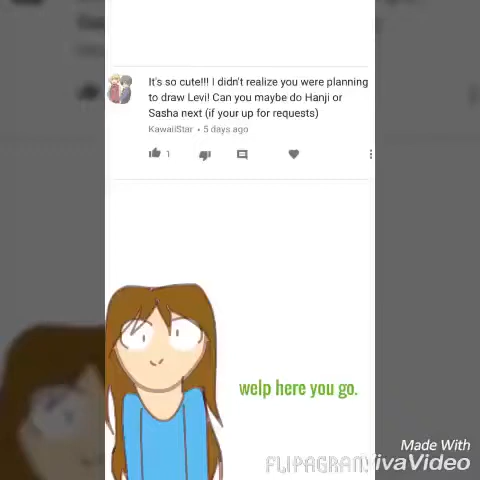 It's so cute!!! I didn't realize you were planning
to draw Levi! Can you maybe do Hanji or
Sasha next (if your up for requests)
KawaiiStar • 5 days ago
1
welp here you go.
Made With
FLIPAGRAM
VivaVideo